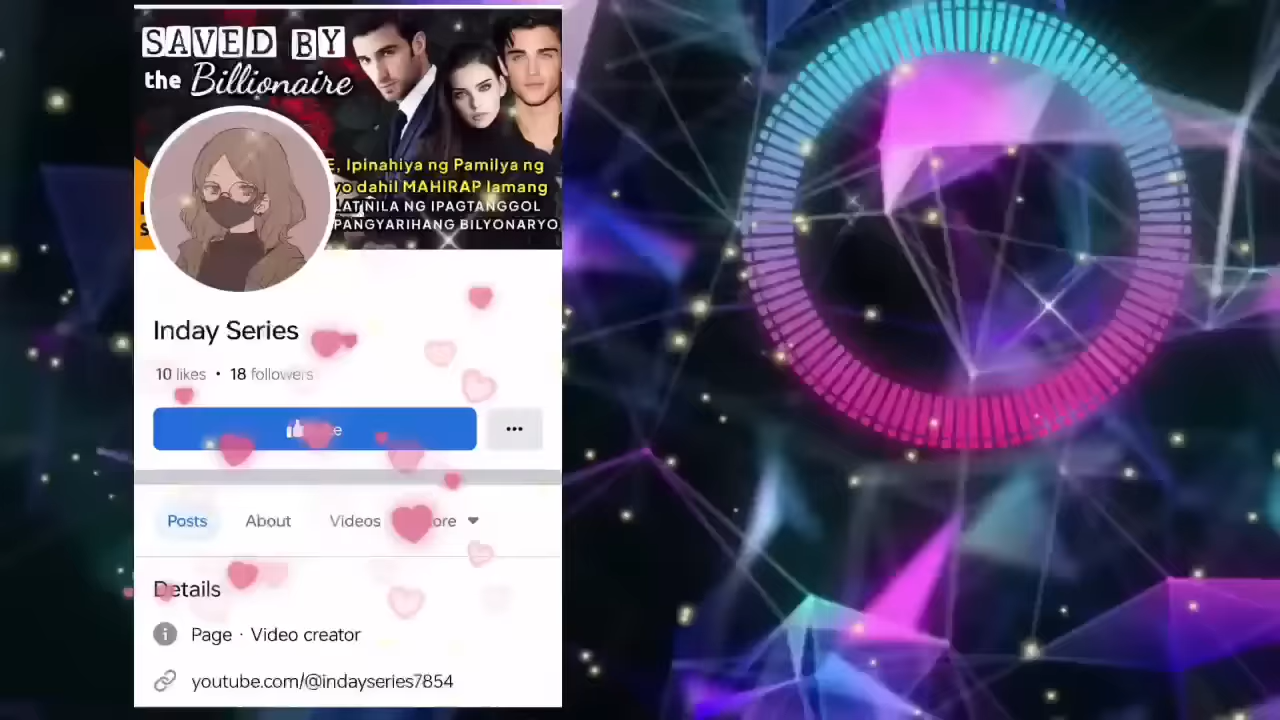 SAVED BY
the Billionaire
E, Ipinahiya ng Pamilya ng
yo dahil MAHIRAP lamang
LAT NILA NG IPAGTANGGOL
PANGYARIHANG BILYONARYO
Inday Series
10 likes • 18 followers
Posts About Videos
Details
Page · Video creator
youtube.com/@indayseries7854